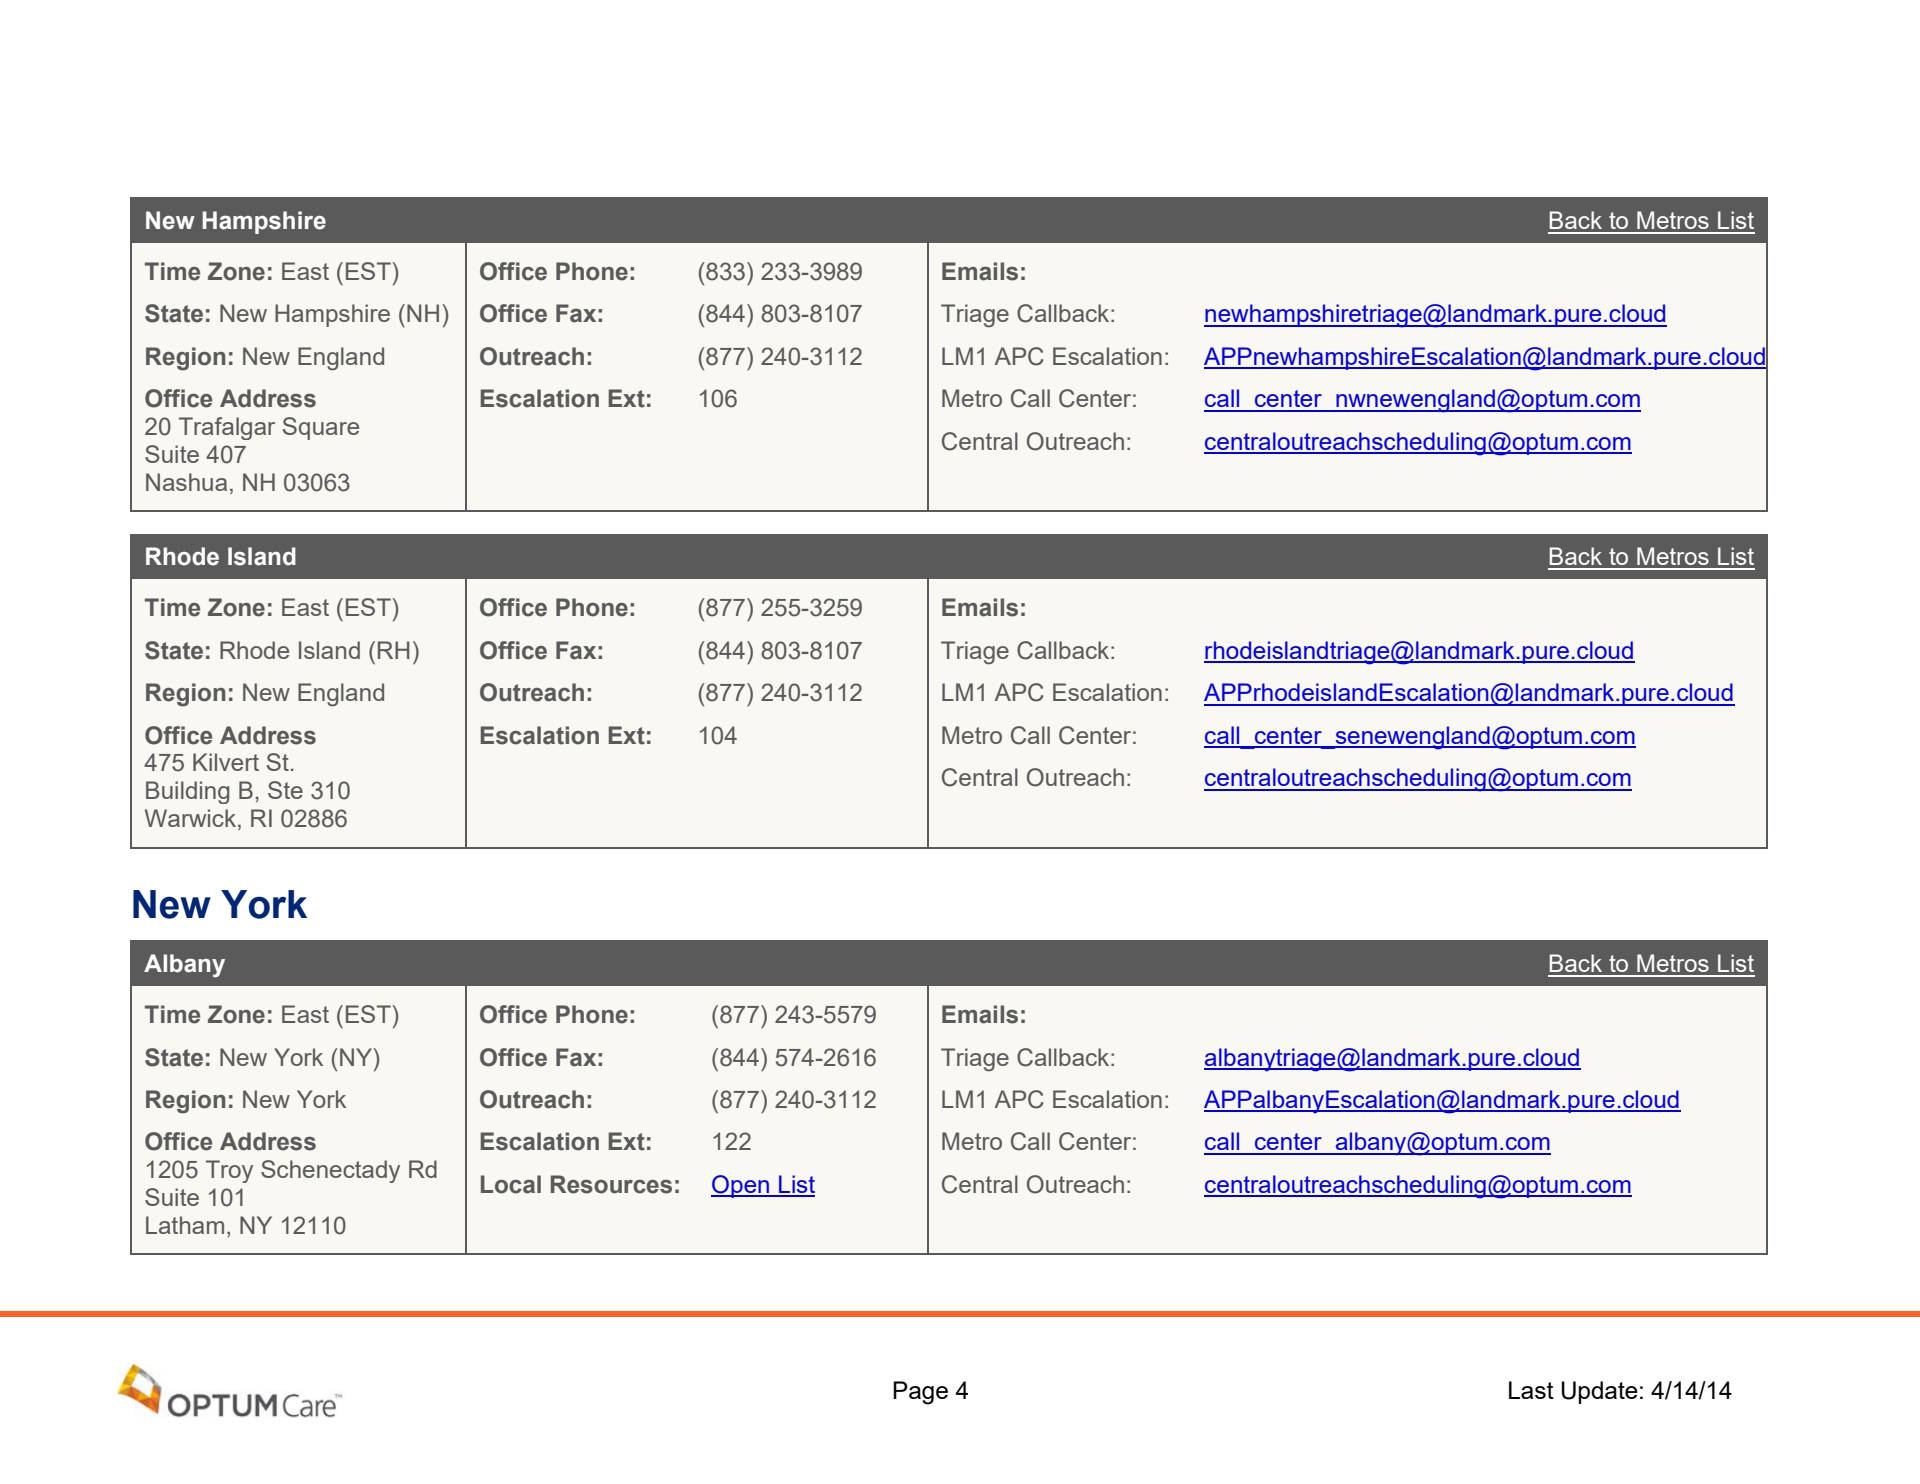 New Hampshire Back to Metros List
Time Zone: East (EST)
State: New Hampshire (NH)
Region: New England
Office Address
20 Trafalgar Square
Suite 407
Nashua, NH 03063
Office Phone: (833) 233-3989
Office Fax: (844) 803-8107
Outreach: (877) 240-3112
Escalation Ext: 106
Emails:
Triage Callback: newhampshiretriage@landmark.pure.cloud
LM1 APC Escalation: APPnewhampshireEscalation@landmark.pure.cloud
Metro Call Center: call_center_nwnewengland@optum.com
Central Outreach: centraloutreachscheduling@optum.com
Rhode Island Back to Metros List
Time Zone: East (EST)
State: Rhode Island (RH)
Region: New England
Office Address
475 Kilvert St.
Building B, Ste 310
Warwick, RI 02886
Office Phone: (877) 255-3259
Office Fax: (844) 803-8107
Outreach: (877) 240-3112
Escalation Ext: 104
Emails:
Triage Callback: rhodeislandtriage@landmark.pure.cloud
LM1 APC Escalation: APPrhodeislandEscalation@landmark.pure.cloud
Metro Call Center: call_center_senewengland@optum.com
Central Outreach: centraloutreachscheduling@optum.com
New York
Albany Back to Metros List
Time Zone: East (EST)
State: New York (NY)
Region: New York
Office Address
1205 Troy Schenectady Rd
Suite 101
Latham, NY 12110
Office Phone: (877) 243-5579
Office Fax: (844) 574-2616
Outreach: (877) 240-3112
Escalation Ext: 122
Local Resources: Open List
Emails:
Triage Callback: albanytriage@landmark.pure.cloud
LM1 APC Escalation: APPalbanyEscalation@landmark.pure.cloud
Metro Call Center: call_center_albany@optum.com
Central Outreach: centraloutreachscheduling@optum.com
OPTUM Care™ Page 4 Last Update: 4/14/14